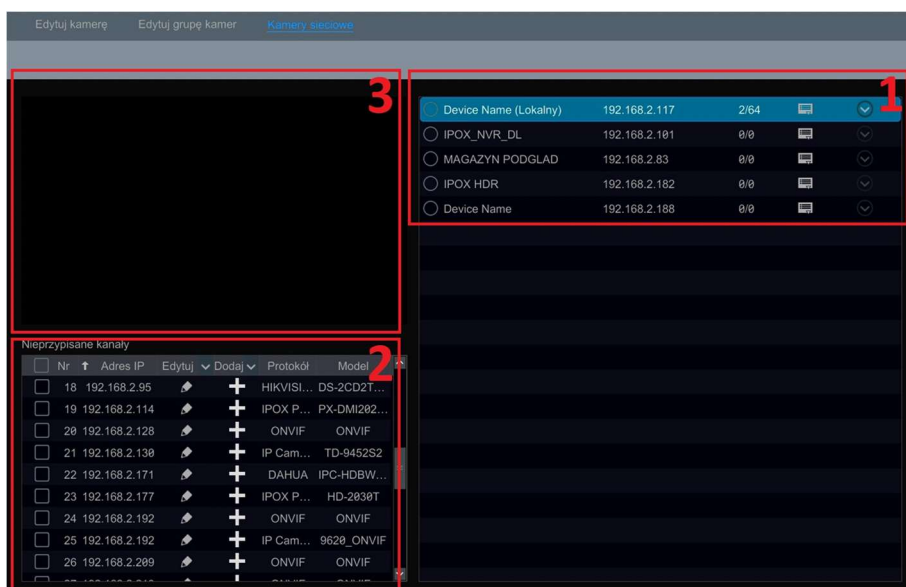 Edytuj kamerę Edytuj grupę kamer Kamery sieciowe
3
1
Device Name (Lokalny) 192.168.2.117 2/64
IPOX_NVR_DL 192.168.2.101 0/0
MAGAZYN PODGLAD 192.168.2.83 0/0
IPOX HDR 192.168.2.182 0/0
Device Name 192.168.2.188 0/0
Nieprzypisane kanały
2
Nr Adres IP Edytuj Dodaj Protokół Model
18 192.168.2.95 HIKVISI... DS-2CD2T...
19 192.168.2.114 IPOX P... PX-DMI202...
20 192.168.2.128 ONVIF ONVIF
21 192.168.2.130 IP Cam... TD-9452S2
22 192.168.2.171 DAHUA IPC-HDBW...
23 192.168.2.177 IPOX P... HD-2030T
24 192.168.2.192 ONVIF ONVIF
25 192.168.2.192 IP Cam... 9620_ONVIF
26 192.168.2.209 ONVIF ONVIF